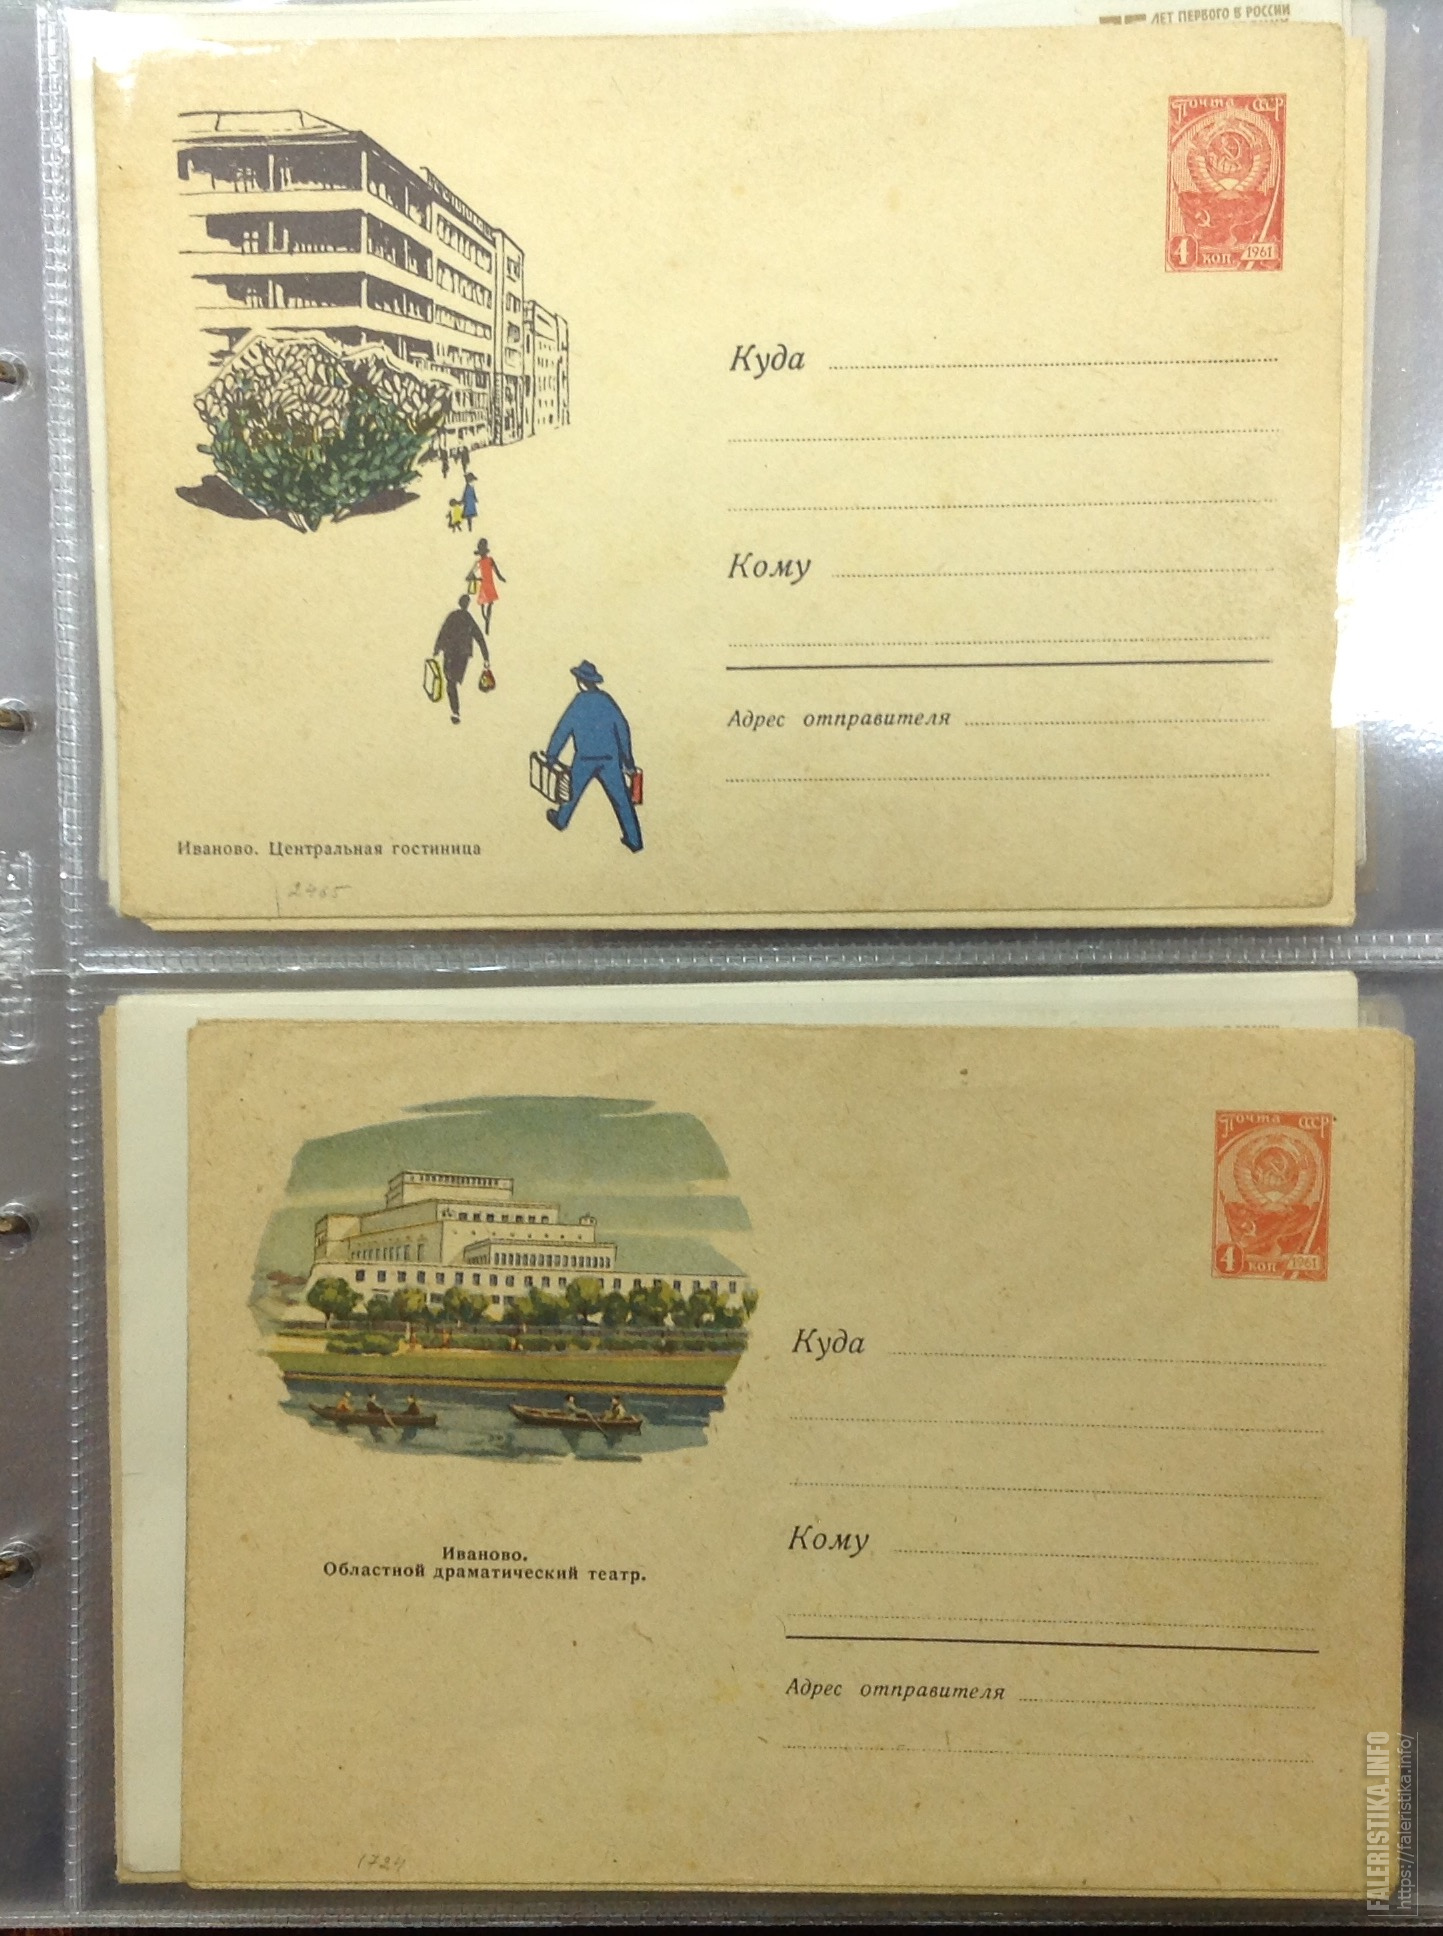 ЛЕТ ПЕРВОГО В РОССИИ
Почта СССР
4 коп. 1961
Куда
Кому
Адрес отправителя
Иваново. Центральная гостиница
2465
Почта СССР
4 коп 1961
Куда
Кому
Иваново.
Областной драматический театр.
Адрес отправителя
1724
FALERISTIKA.INFO
https://faleristika.info/